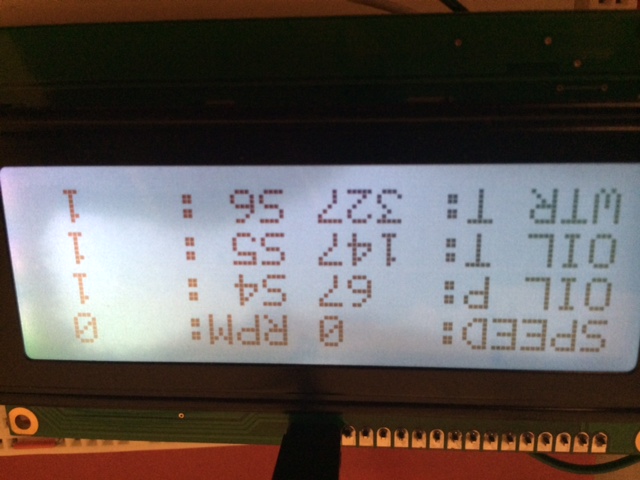 SPEED: 0 RPM: 0
OIL P: 67 S4 : 1
OIL T: 147 S5 : 1
WTR T: 327 S6 : 1